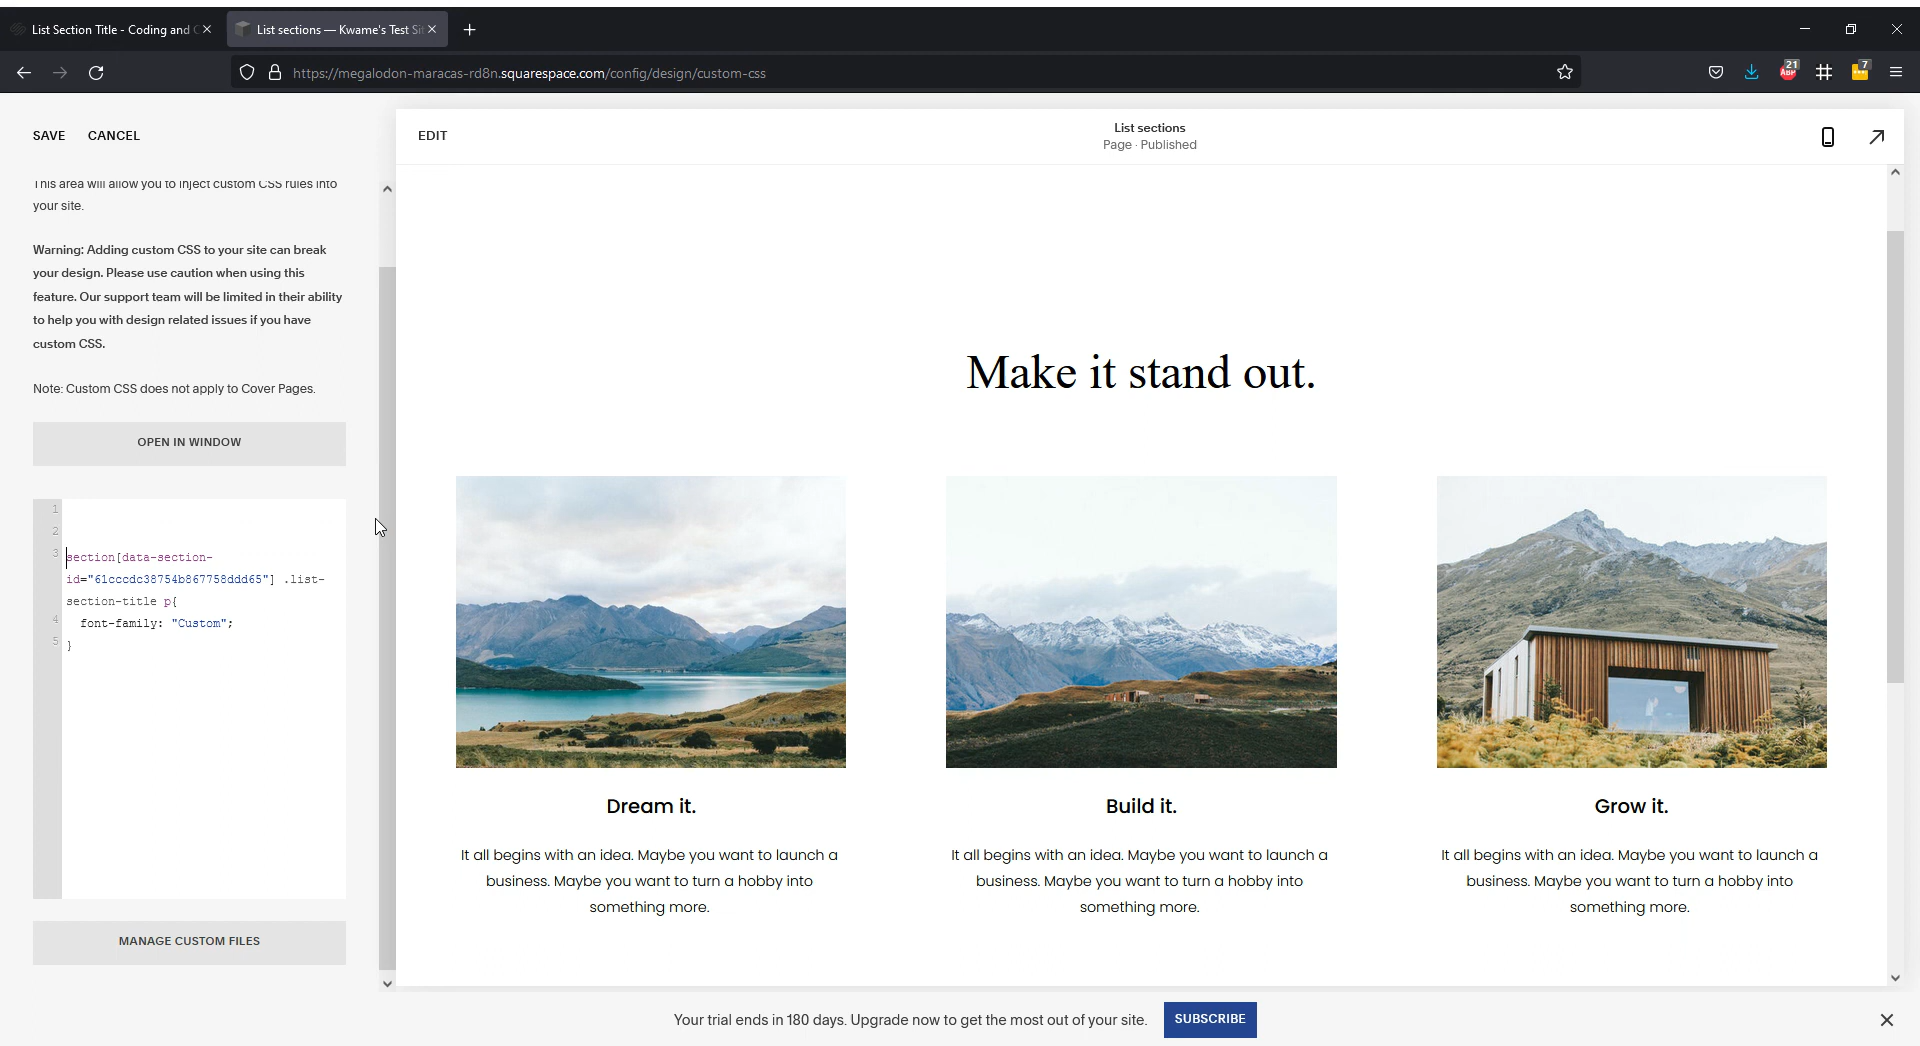 List Section Title - Coding and C
List sections — Kwame's Test Sit
https://megalodon-maracas-rd8n.squarespace.com/config/design/custom-css
21
ABP
7
SAVE CANCEL
EDIT
List sections
Page · Published
This area will allow you to inject custom CSS rules into
your site.
Warning: Adding custom CSS to your site can break
your design. Please use caution when using this
feature. Our support team will be limited in their ability
to help you with design related issues if you have
custom CSS.
Note: Custom CSS does not apply to Cover Pages.
OPEN IN WINDOW
1
2
3 section[data-section-
id="61cccdc38754b867758ddd65"] .list-
section-title p{
4 font-family: "Custom";
5 }
MANAGE CUSTOM FILES
Make it stand out.
Dream it.
It all begins with an idea. Maybe you want to launch a
business. Maybe you want to turn a hobby into
something more.
Build it.
It all begins with an idea. Maybe you want to launch a
business. Maybe you want to turn a hobby into
something more.
Grow it.
It all begins with an idea. Maybe you want to launch a
business. Maybe you want to turn a hobby into
something more.
Your trial ends in 180 days. Upgrade now to get the most out of your site.
SUBSCRIBE